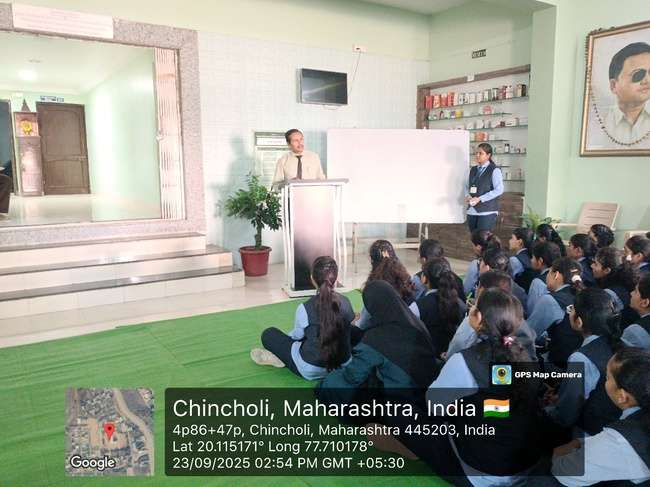 GPS Map Camera
Chincholi, Maharashtra, India 🇮🇳
4p86+47p, Chincholi, Maharashtra 445203, India
Lat 20.115171° Long 77.710178°
23/09/2025 02:54 PM GMT +05:30
Google